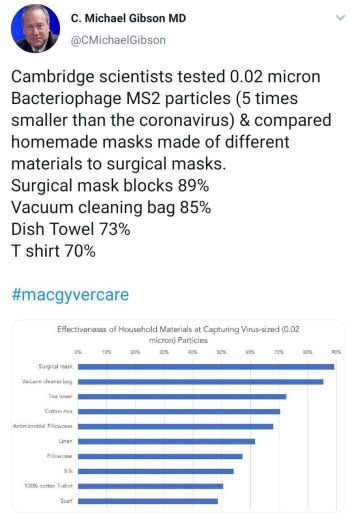 C. Michael Gibson MD
@CMichaelGibson
Cambridge scientists tested 0.02 micron
Bacteriophage MS2 particles (5 times
smaller than the coronavirus) & compared
homemade masks made of different
materials to surgical masks.
Surgical mask blocks 89%
Vacuum cleaning bag 85%
Dish Towel 73%
T shirt 70%
#macgyvercare
Effectivenesss of Household Materials at Capturing Virus-sized (0.02
micron) Particles
0% 10% 20% 30% 40% 50% 60% 70% 80% 90%
Surgical mask
Vacuum cleaner bag
Tea towel
Cotton mix
Antimicrobial Pillowcase
Linen
Pillowcase
Silk
100% cotton T-shirt
Scarf